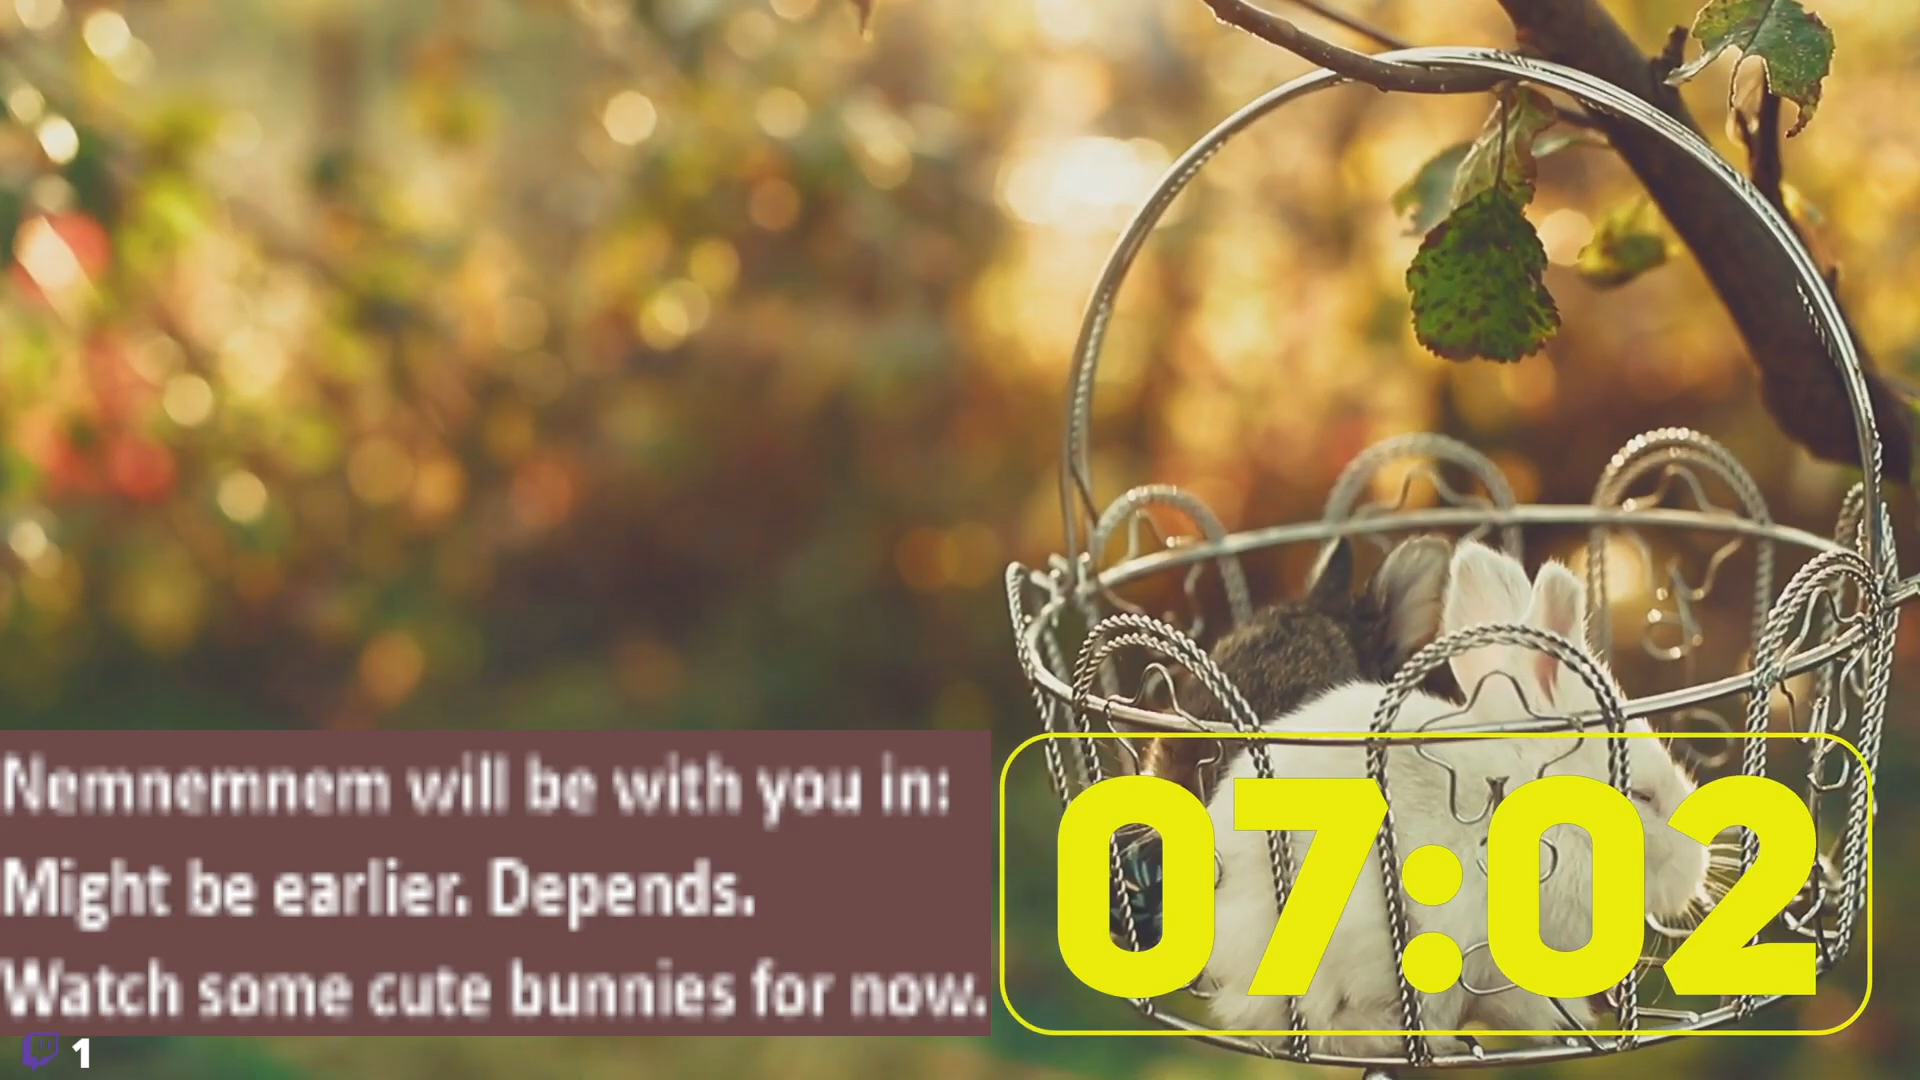 Nemnemnem will be with you in:
Might be earlier. Depends.
Watch some cute bunnies for now.
07:02
1